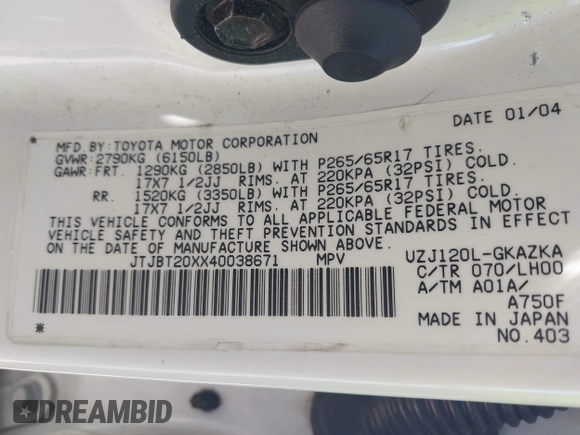 DATE 01/04
MFD BY:TOYOTA MOTOR CORPORATION
GVWR:2790KG (6150LB)
GAWR:FRT. 1290KG (2850LB) WITH P265/65R17 TIRES.
17X7 1/2JJ RIMS. AT 220KPA (32PSI) COLD.
RR. 1520KG (3350LB) WITH P265/65R17 TIRES.
17X7 1/2JJ RIMS. AT 220KPA (32PSI) COLD.
THIS VEHICLE CONFORMS TO ALL APPLICABLE FEDERAL MOTOR
VEHICLE SAFETY AND THEFT PREVENTION STANDARDS IN EFFECT
ON THE DATE OF MANUFACTURE SHOWN ABOVE.
JTJBT20XX40038671 MPV
UZJ120L-GKAZKA
C/TR 070/LH00
A/TM A01A/
A750F
MADE IN JAPAN
NO.403
DREAMBID